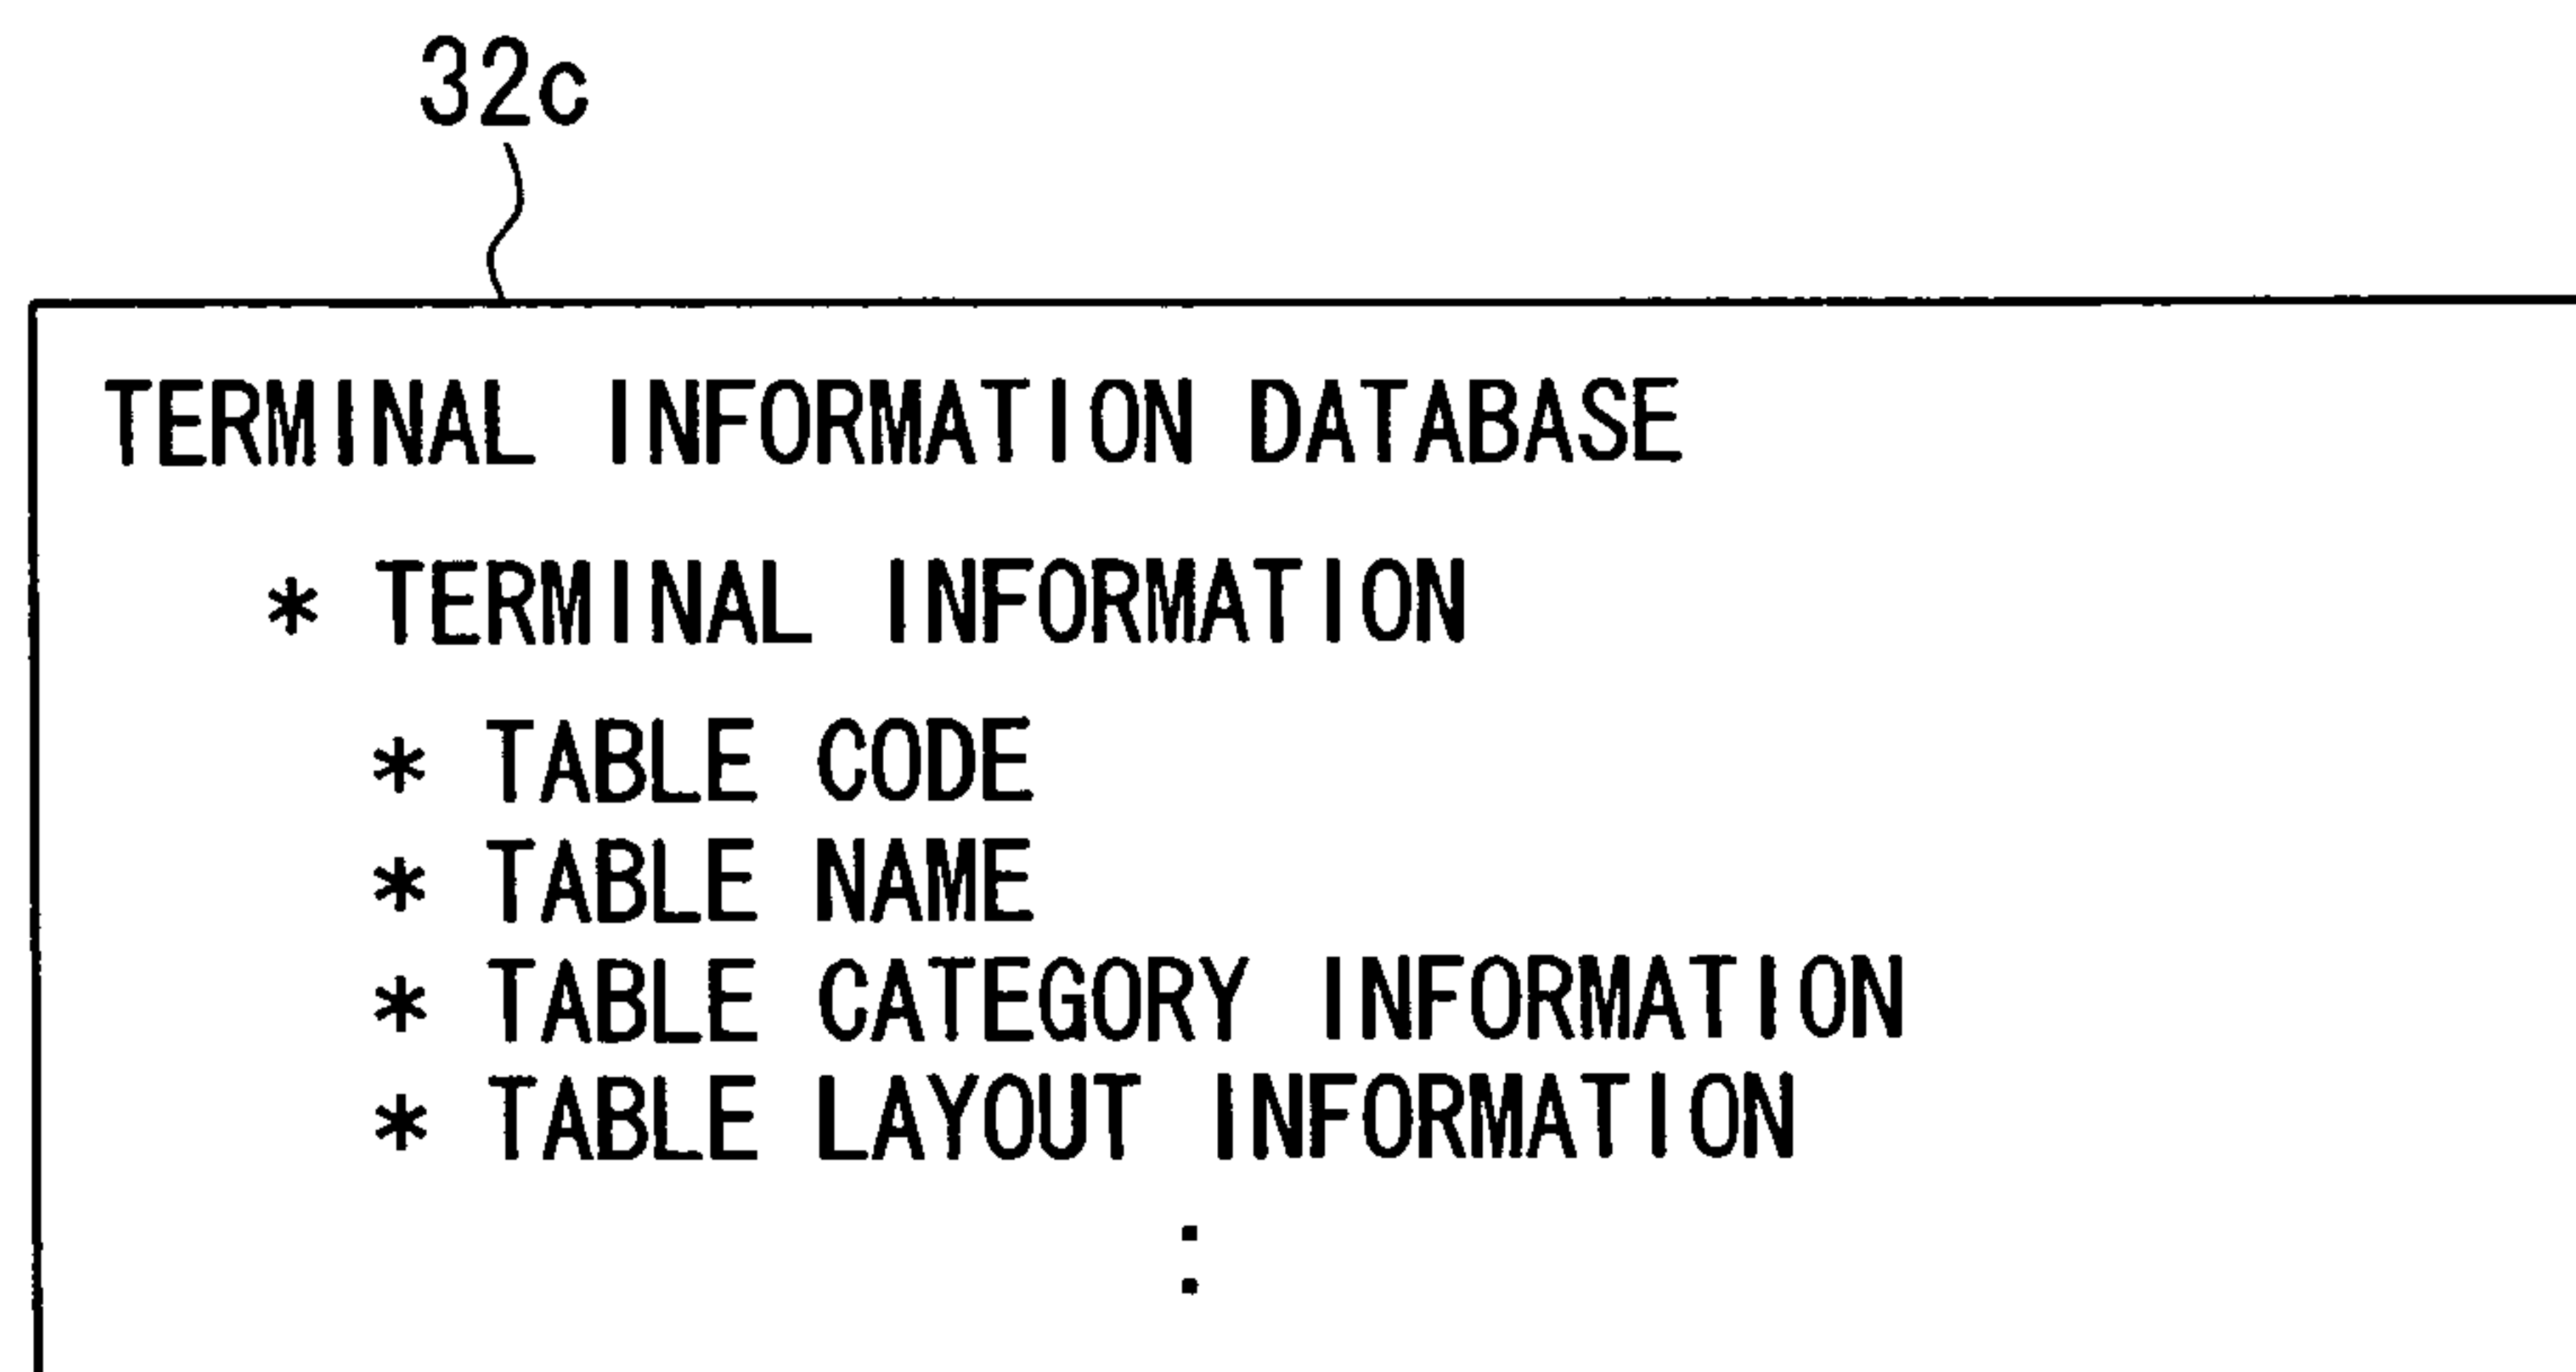 32c
TERMINAL INFORMATION DATABASE
* TERMINAL INFORMATION
* TABLE CODE
* TABLE NAME
* TABLE CATEGORY INFORMATION
* TABLE LAYOUT INFORMATION
: